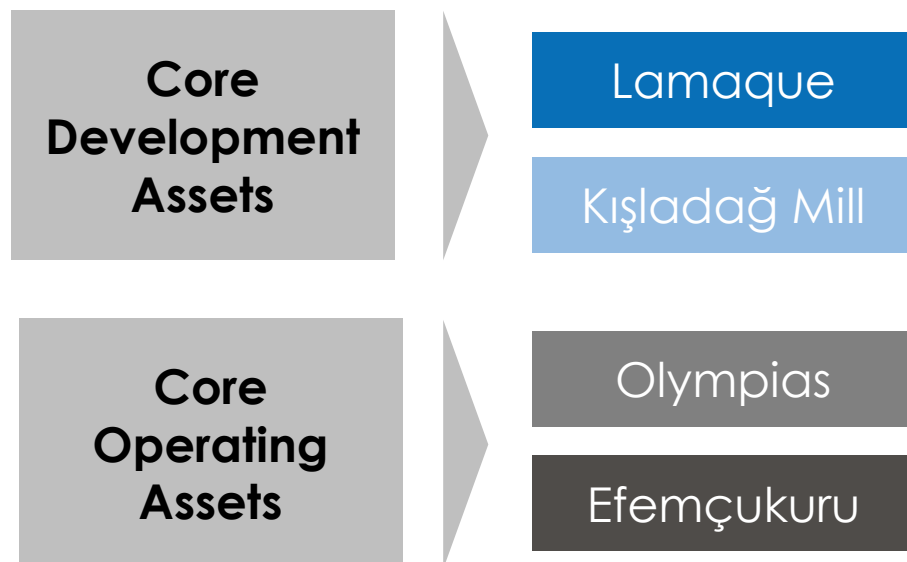 Core
Development
Assets
Lamaque
Kışladağ Mill
Core
Operating
Assets
Olympias
Efemçukuru